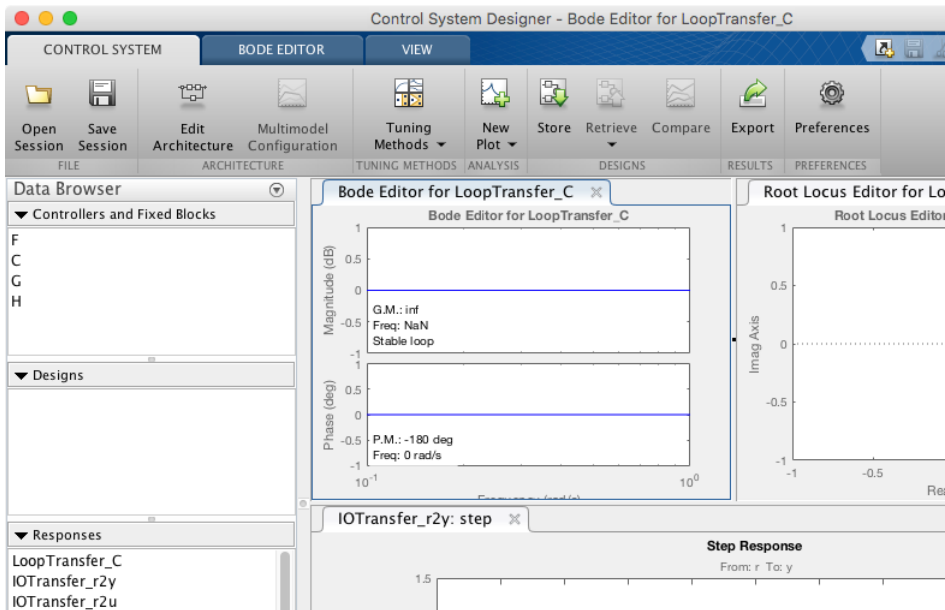 Control System Designer - Bode Editor for LoopTransfer_C
CONTROL SYSTEM
BODE EDITOR
VIEW
Open
Session
Save
Session
Edit
Architecture
Multimodel
Configuration
Tuning
Methods
New
Plot
Store
Retrieve
Compare
Export
Preferences
FILE
ARCHITECTURE
TUNING METHODS
ANALYSIS
DESIGNS
RESULTS
PREFERENCES
Data Browser
Controllers and Fixed Blocks
F
C
G
H
Designs
Responses
LoopTransfer_C
IOTransfer_r2y
IOTransfer_r2u
Bode Editor for LoopTransfer_C
Bode Editor for LoopTransfer_C
Magnitude (dB)
1
0.5
0
-0.5
-1
G.M.: inf
Freq: NaN
Stable loop
Phase (deg)
1
0.5
0
-0.5
-1
P.M.: -180 deg
Freq: 0 rad/s
10^-1
10^0
Frequency (rad/s)
Root Locus Editor for Lo
Root Locus Editor
Imag Axis
1
0.5
0
-0.5
-1
-1
-0.5
Rea
IOTransfer_r2y: step
Step Response
From: r To: y
1.5